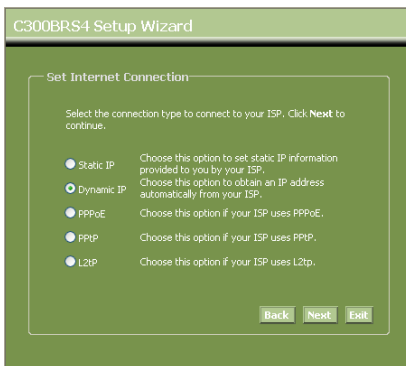 C300BRS4 Setup Wizard
Set Internet Connection
Select the connection type to connect to your ISP. Click Next to
continue.
Static IP Choose this option to set static IP information
provided to you by your ISP.
Dynamic IP Choose this option to obtain an IP address
automatically from your ISP.
PPPoE Choose this option if your ISP uses PPPoE.
PPtP Choose this option if your ISP uses PPtP.
L2tP Choose this option if your ISP uses L2tp.
Back Next Exit